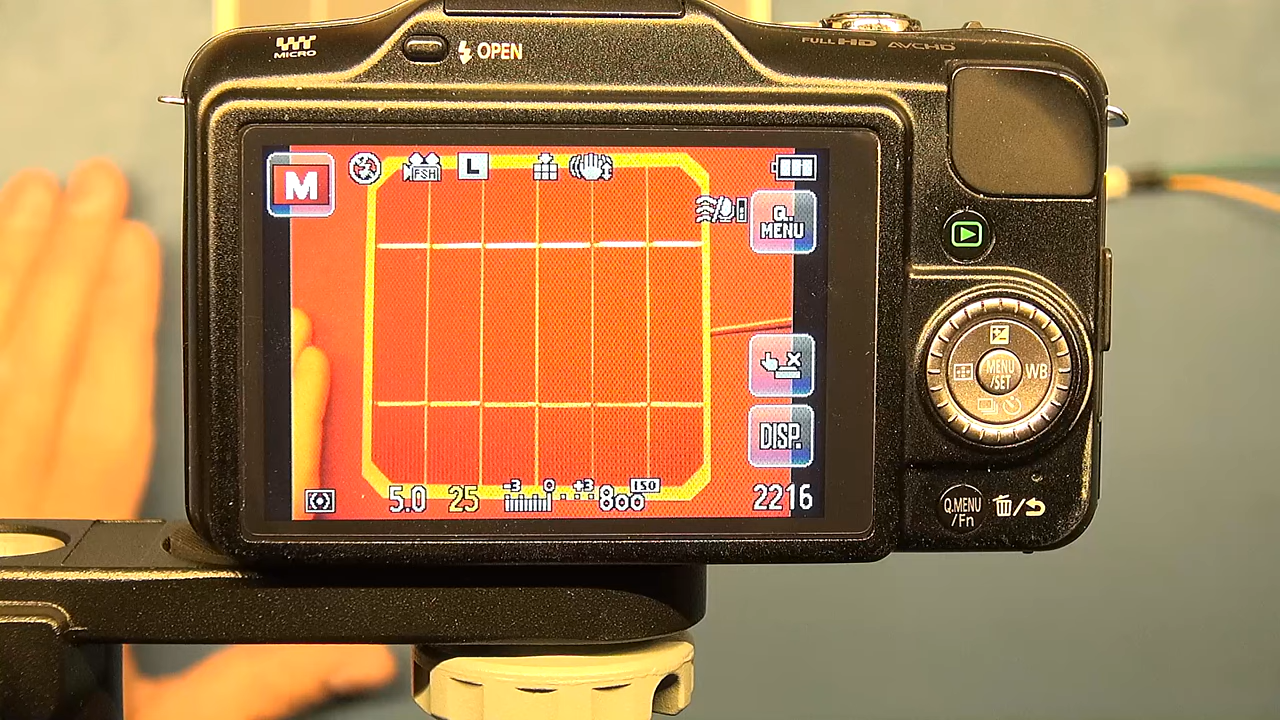 MICRO
OPEN
FULL HD AVCHD
M
FSH
L
Q.
MENU
MENU
/SET
WB
DISP.
5.0 25 -3 0 +3 ISO
800
2216
Q.MENU
/Fn